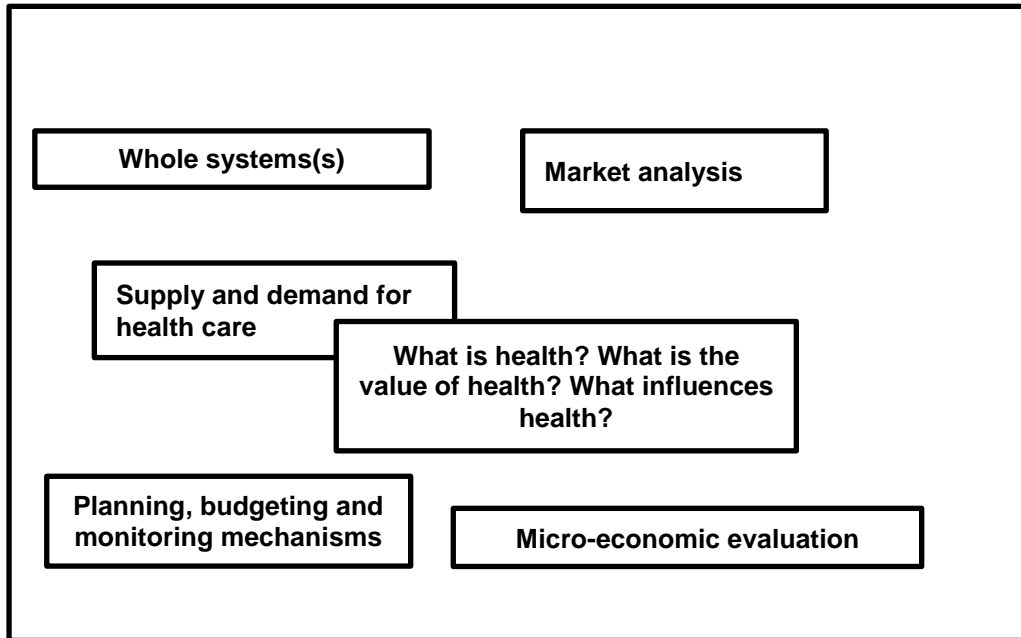 Whole systems(s)
Market analysis
Supply and demand for
health care
What is health? What is the
value of health? What influences
health?
Planning, budgeting and
monitoring mechanisms
Micro-economic evaluation